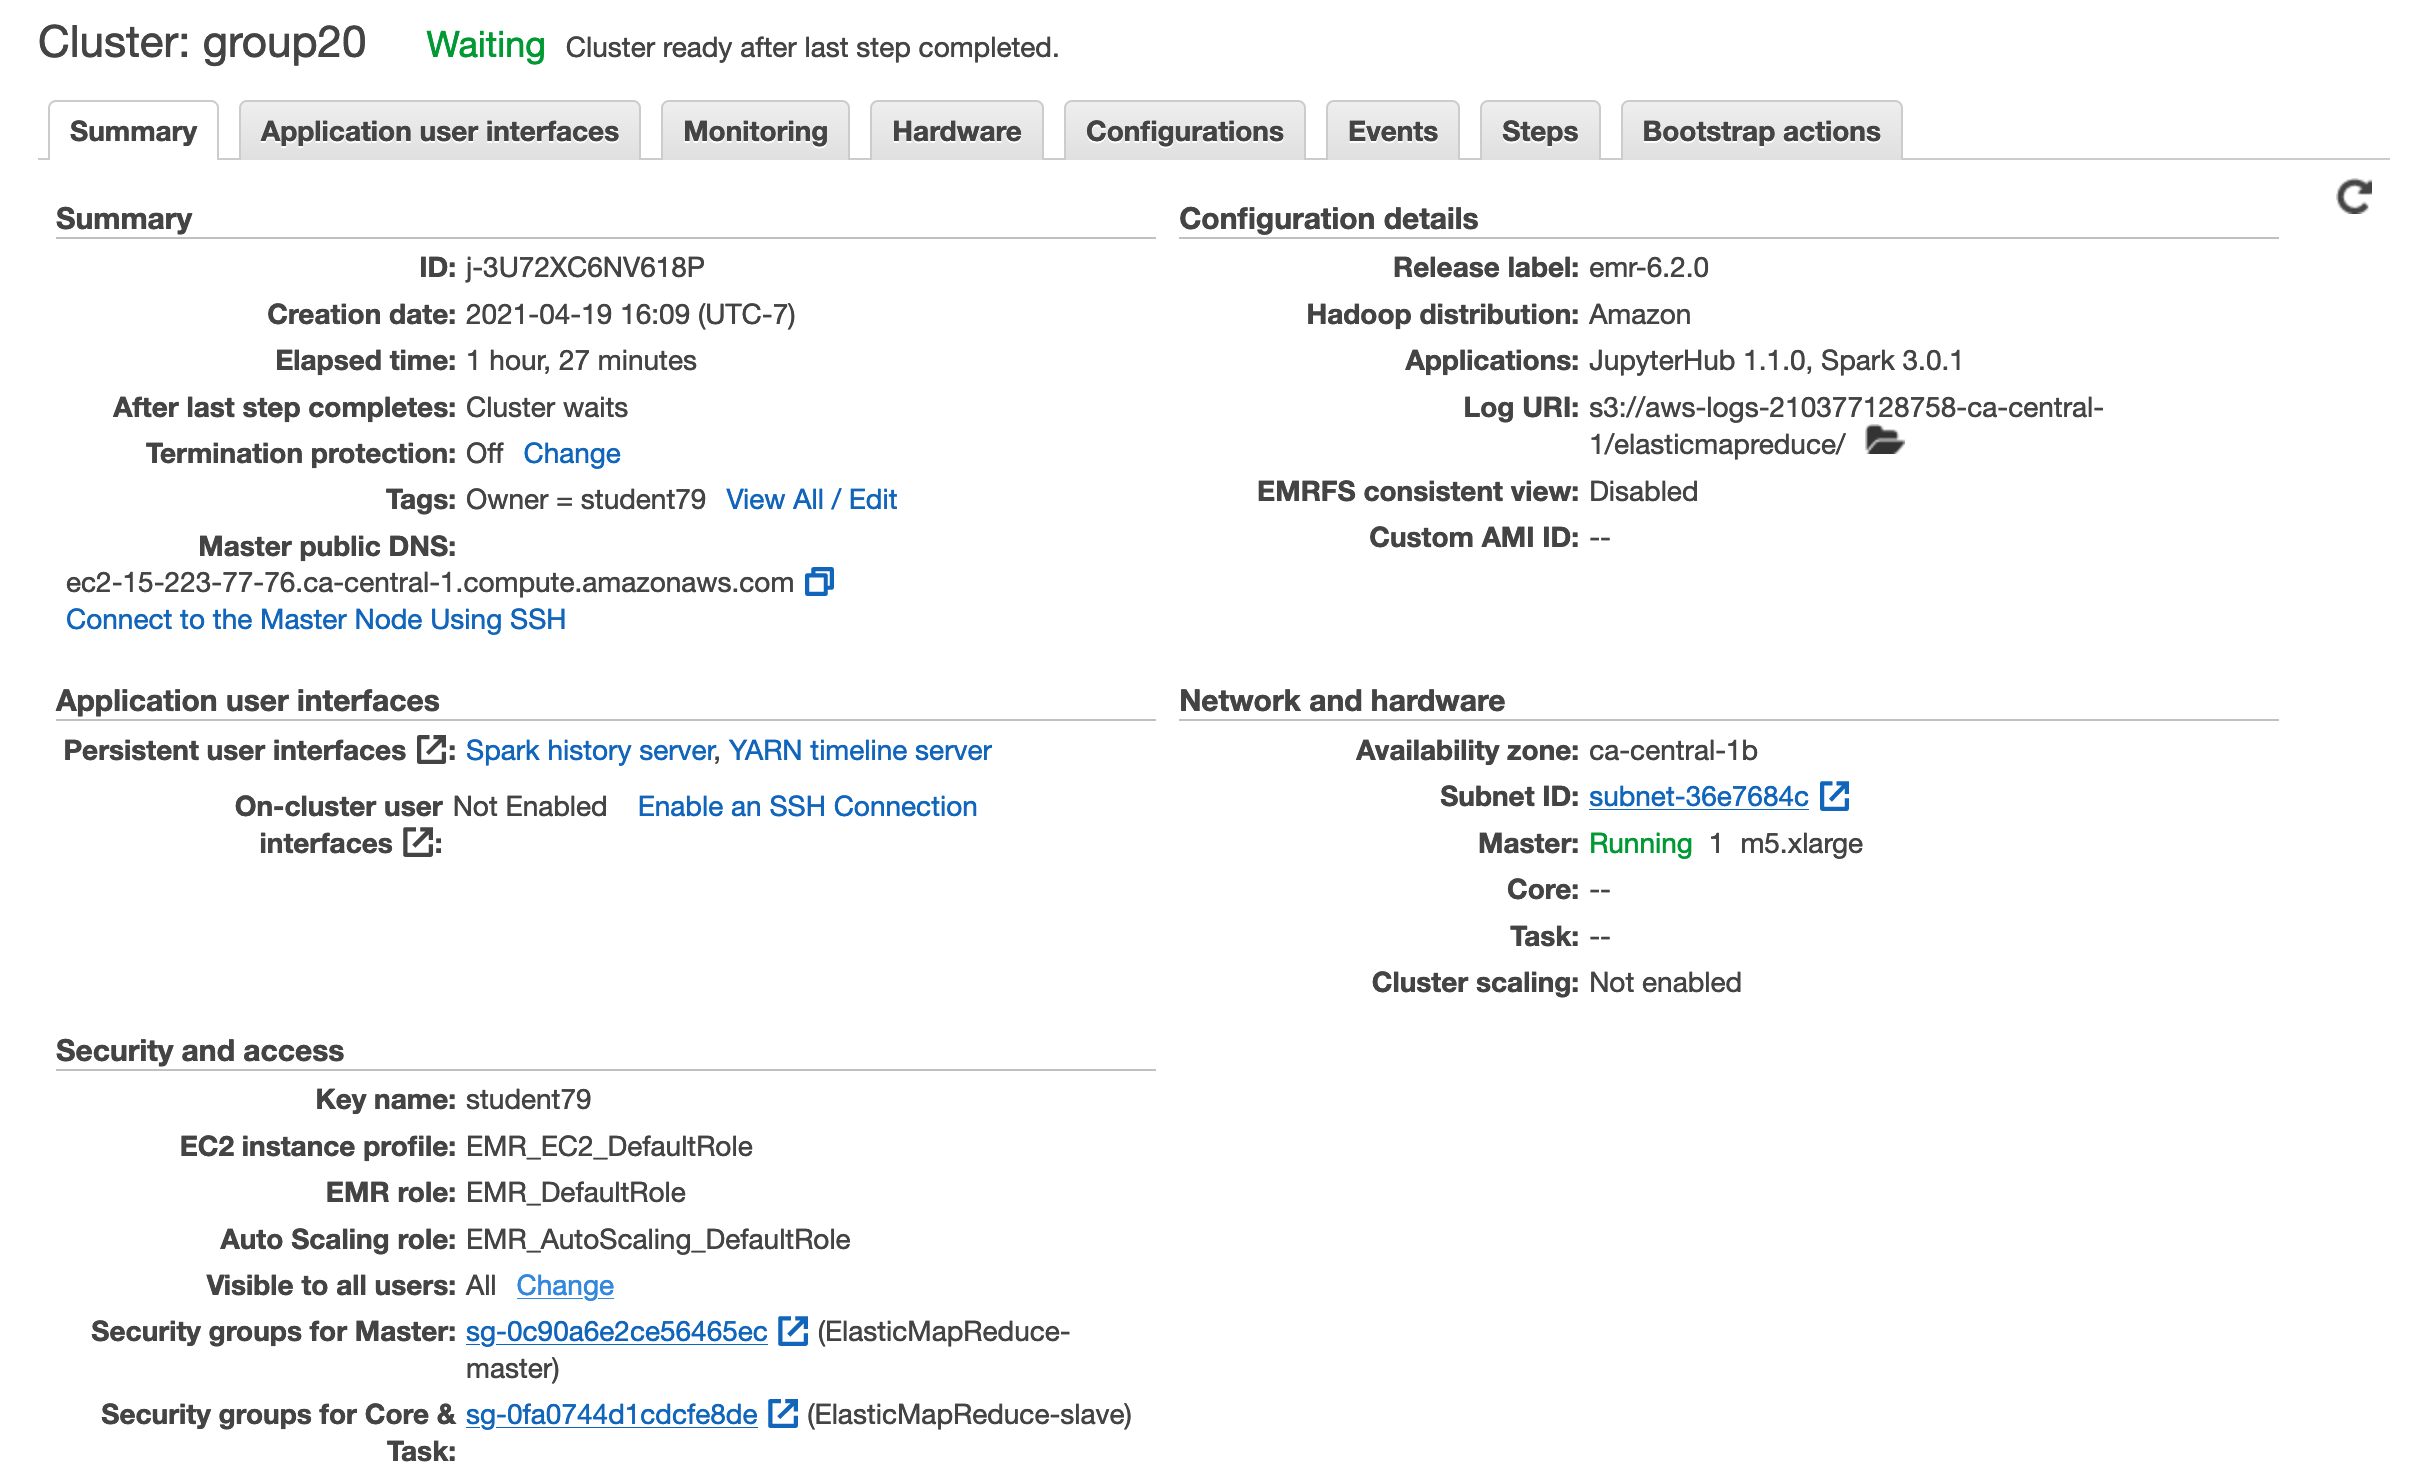 Cluster: group20 Waiting Cluster ready after last step completed.
Summary Application user interfaces Monitoring Hardware Configurations Events Steps Bootstrap actions
Summary
ID: j-3U72XC6NV618P
Creation date: 2021-04-19 16:09 (UTC-7)
Elapsed time: 1 hour, 27 minutes
After last step completes: Cluster waits
Termination protection: Off Change
Tags: Owner = student79 View All / Edit
Master public DNS:
ec2-15-223-77-76.ca-central-1.compute.amazonaws.com
Connect to the Master Node Using SSH
Configuration details
Release label: emr-6.2.0
Hadoop distribution: Amazon
Applications: JupyterHub 1.1.0, Spark 3.0.1
Log URI: s3://aws-logs-210377128758-ca-central-
1/elasticmapreduce/
EMRFS consistent view: Disabled
Custom AMI ID: --
Application user interfaces
Persistent user interfaces : Spark history server, YARN timeline server
On-cluster user Not Enabled Enable an SSH Connection
interfaces :
Network and hardware
Availability zone: ca-central-1b
Subnet ID: subnet-36e7684c
Master: Running 1 m5.xlarge
Core: --
Task: --
Cluster scaling: Not enabled
Security and access
Key name: student79
EC2 instance profile: EMR_EC2_DefaultRole
EMR role: EMR_DefaultRole
Auto Scaling role: EMR_AutoScaling_DefaultRole
Visible to all users: All Change
Security groups for Master: sg-0c90a6e2ce56465ec (ElasticMapReduce-
master)
Security groups for Core & sg-0fa0744d1cdcfe8de (ElasticMapReduce-slave)
Task: